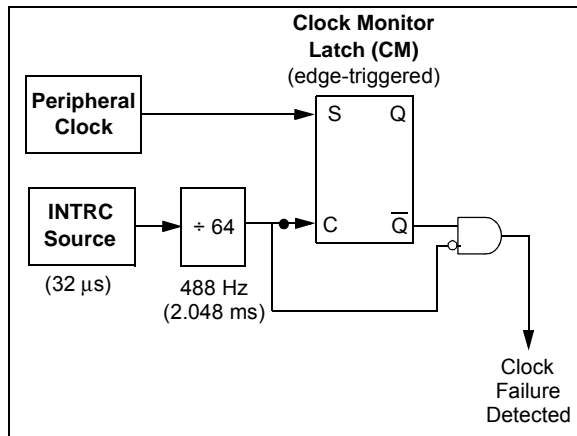 Clock Monitor
Latch (CM)
(edge-triggered)
Peripheral
Clock
S
Q
INTRC
Source
÷ 64
C
Q̅
(32 μs)
488 Hz
(2.048 ms)
Clock
Failure
Detected